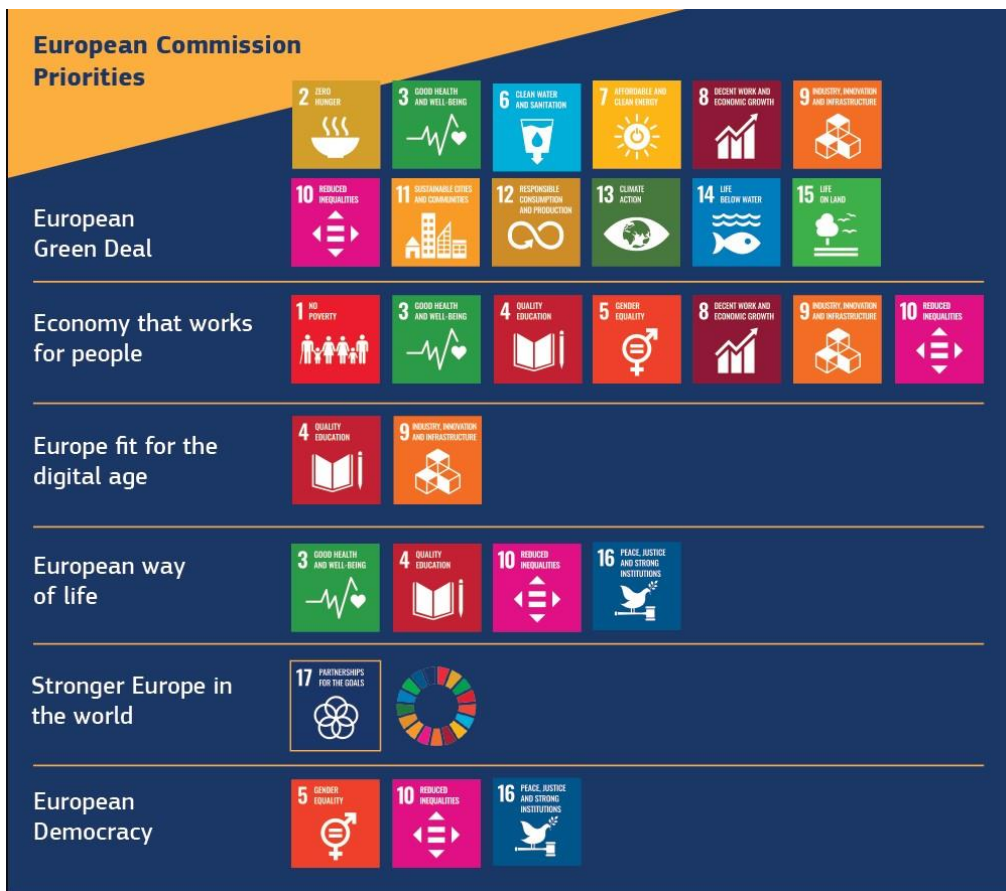 European Commission
Priorities
2 ZERO
HUNGER
3 GOOD HEALTH
AND WELL-BEING
6 CLEAN WATER
AND SANITATION
7 AFFORDABLE AND
CLEAN ENERGY
8 DECENT WORK AND
ECONOMIC GROWTH
9 INDUSTRY, INNOVATION
AND INFRASTRUCTURE
European
Green Deal
10 REDUCED
INEQUALITIES
11 SUSTAINABLE CITIES
AND COMMUNITIES
12 RESPONSIBLE
CONSUMPTION
AND PRODUCTION
13 CLIMATE
ACTION
14 LIFE
BELOW WATER
15 LIFE
ON LAND
Economy that works
for people
1 NO
POVERTY
3 GOOD HEALTH
AND WELL-BEING
4 QUALITY
EDUCATION
5 GENDER
EQUALITY
8 DECENT WORK AND
ECONOMIC GROWTH
9 INDUSTRY, INNOVATION
AND INFRASTRUCTURE
10 REDUCED
INEQUALITIES
Europe fit for the
digital age
4 QUALITY
EDUCATION
9 INDUSTRY, INNOVATION
AND INFRASTRUCTURE
European way
of life
3 GOOD HEALTH
AND WELL-BEING
4 QUALITY
EDUCATION
10 REDUCED
INEQUALITIES
16 PEACE, JUSTICE
AND STRONG
INSTITUTIONS
Stronger Europe in
the world
17 PARTNERSHIPS
FOR THE GOALS
European
Democracy
5 GENDER
EQUALITY
10 REDUCED
INEQUALITIES
16 PEACE, JUSTICE
AND STRONG
INSTITUTIONS